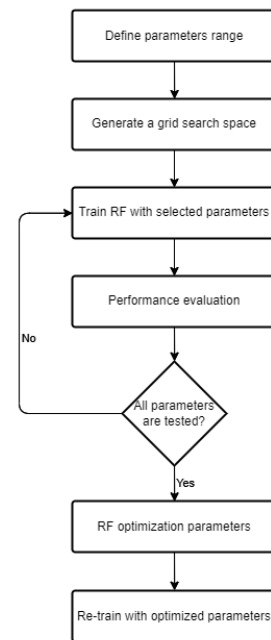 Define parameters range
Generate a grid search space
Train RF with selected parameters
Performance evaluation
No
All parameters
are tested?
Yes
RF optimization parameters
Re-train with optimized parameters